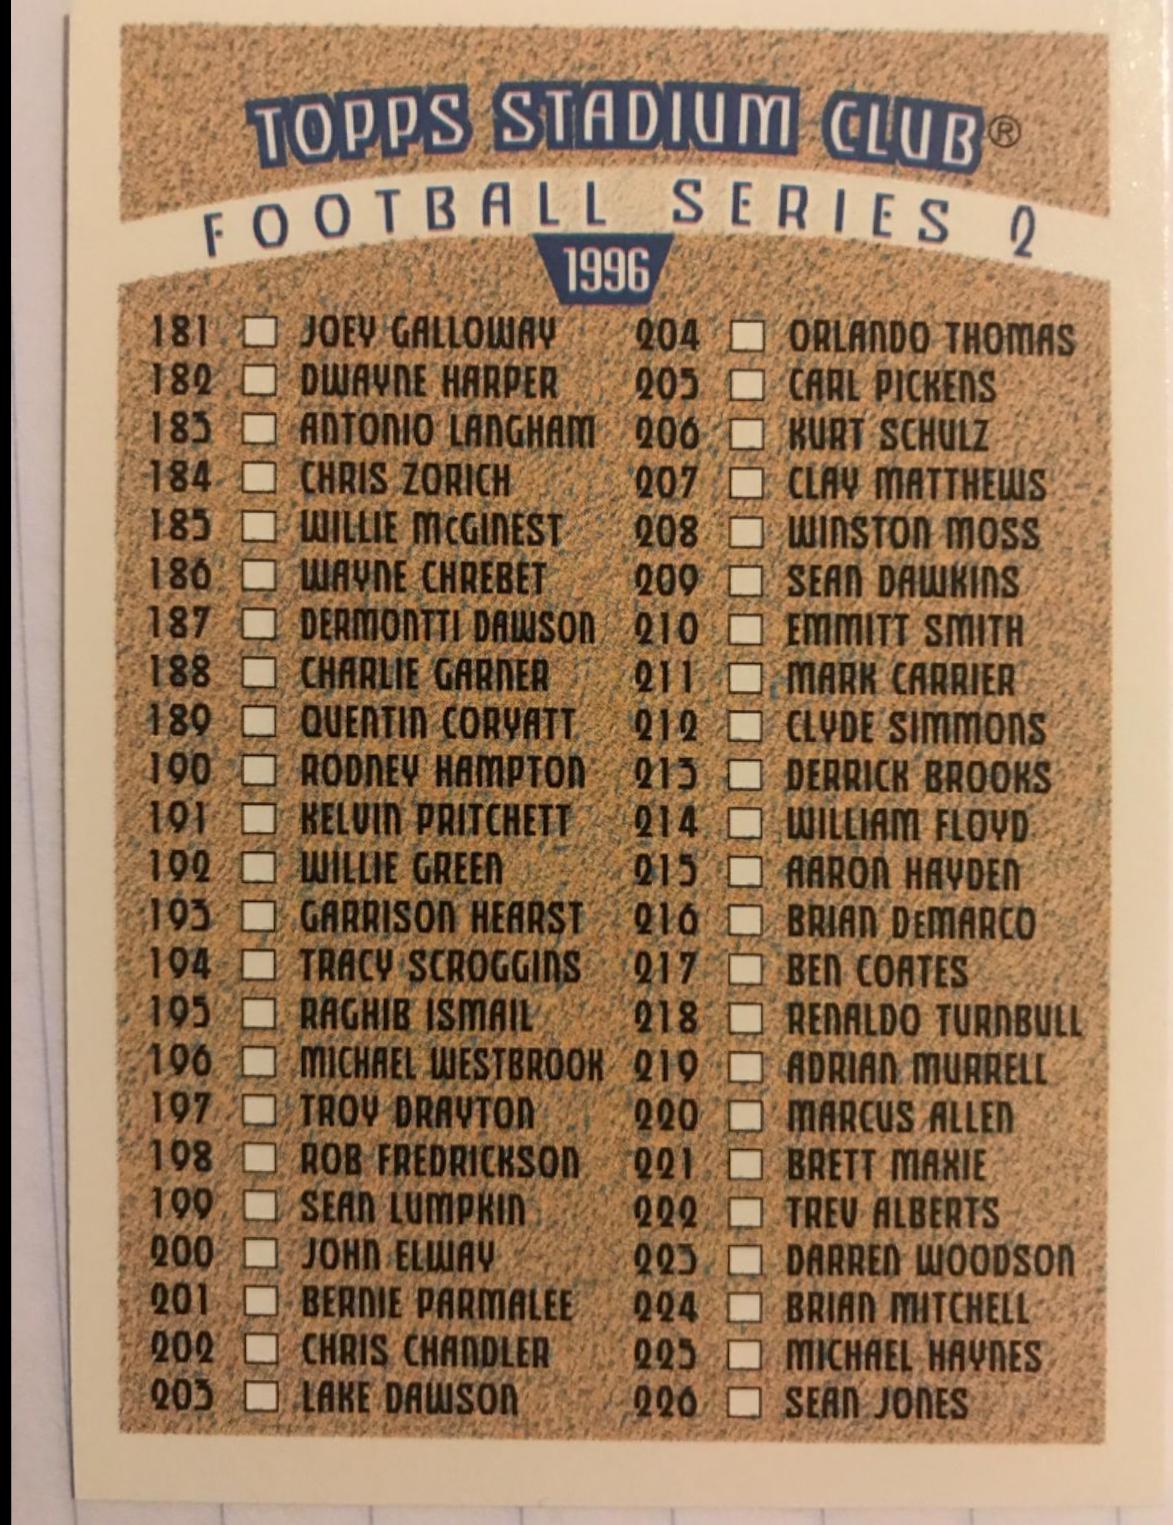 TOPPS STADIUM CLUB®
FOOTBALL SERIES 2
1996
181 JOEY GALLOWAY
182 DWAYNE HARPER
183 ANTONIO LANGHAM
184 CHRIS ZORICH
185 WILLIE McGINEST
186 WAYNE CHREBET
187 DERMONTTI DAWSON
188 CHARLIE GARNER
189 QUENTIN CORYATT
190 RODNEY HAMPTON
191 KELVIN PRITCHETT
192 WILLIE GREEN
193 GARRISON HEARST
194 TRACY SCROGGINS
195 RAGHIB ISMAIL
196 MICHAEL WESTBROOK
197 TROY DRAYTON
198 ROB FREDRICKSON
199 SEAN LUMPKIN
200 JOHN ELWAY
201 BERNIE PARMALEE
202 CHRIS CHANDLER
203 LAKE DAWSON
204 ORLANDO THOMAS
205 CARL PICKENS
206 KURT SCHULZ
207 CLAY MATTHEWS
208 WINSTON MOSS
209 SEAN DAWKINS
210 EMMITT SMITH
211 MARK CARRIER
212 CLYDE SIMMONS
213 DERRICK BROOKS
214 WILLIAM FLOYD
215 AARON HAYDEN
216 BRIAN DeMARCO
217 BEN COATES
218 RENALDO TURNBULL
219 ADRIAN MURRELL
220 MARCUS ALLEN
221 BRETT MAXIE
222 TREV ALBERTS
223 DARREN WOODSON
224 BRIAN MITCHELL
225 MICHAEL HAYNES
226 SEAN JONES